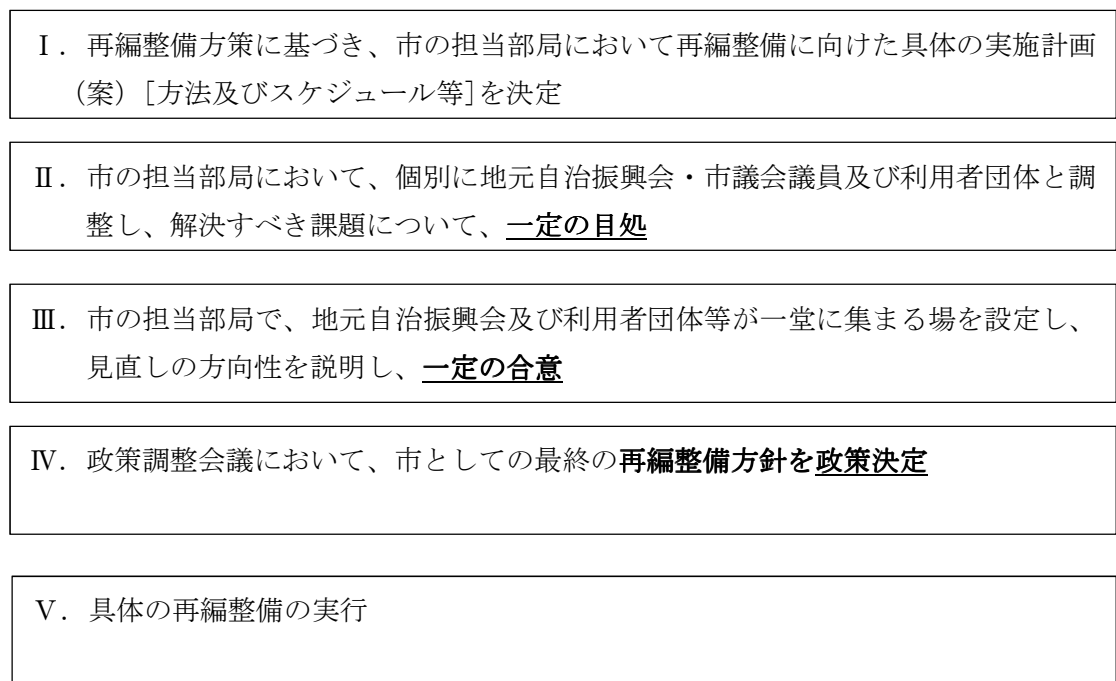 Ⅰ．再編整備方策に基づき、市の担当部局において再編整備に向けた具体の実施計画
（案）［方法及びスケジュール等］を決定
Ⅱ．市の担当部局において、個別に地元自治振興会・市議会議員及び利用者団体と調
整し、解決すべき課題について、一定の目処
Ⅲ．市の担当部局で、地元自治振興会及び利用者団体等が一堂に集まる場を設定し、
見直しの方向性を説明し、一定の合意
Ⅳ．政策調整会議において、市としての最終の再編整備方針を政策決定
Ⅴ．具体の再編整備の実行